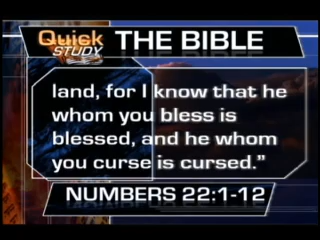 Quick
STUDY
THE BIBLE
land, for I know that he
whom you bless is
blessed, and he whom
you curse is cursed.”
NUMBERS 22:1-12